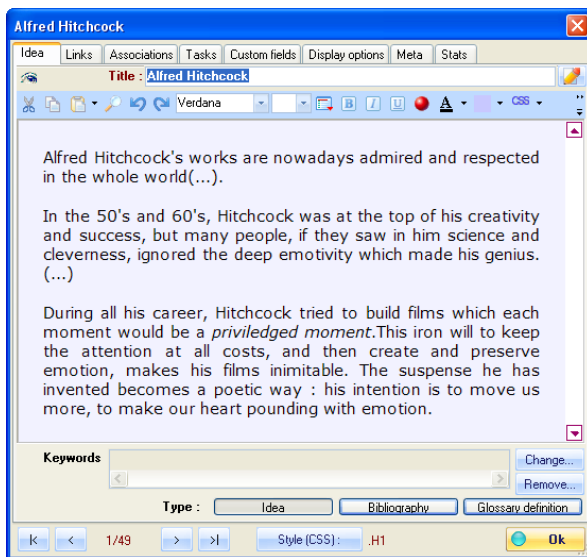 Alfred Hitchcock
Idea Links Associations Tasks Custom fields Display options Meta Stats
Title : Alfred Hitchcock
Verdana B I U A CSS
Alfred Hitchcock's works are nowadays admired and respected
in the whole world(...).
In the 50's and 60's, Hitchcock was at the top of his creativity
and success, but many people, if they saw in him science and
cleverness, ignored the deep emotivity which made his genius.
(...)
During all his career, Hitchcock tried to build films which each
moment would be a priviledged moment.This iron will to keep
the attention at all costs, and then create and preserve
emotion, makes his films inimitable. The suspense he has
invented becomes a poetic way : his intention is to move us
more, to make our heart pounding with emotion.
Keywords Change...
Remove...
Type : Idea Bibliography Glossary definition
1/49 Style (CSS) : .H1 Ok